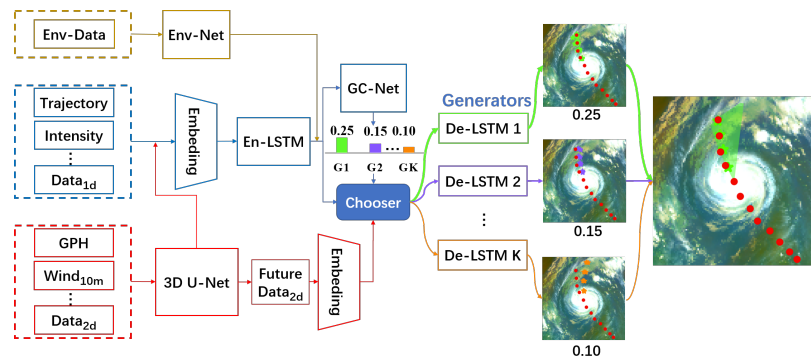 Env-Data
Env-Net
Trajectory
Intensity
⋮
Data1d
Embeding
En-LSTM
GC-Net
0.25 0.15 ••• 0.10
G1 G2 GK
Chooser
GPH
Wind10m
⋮
Data2d
3D U-Net
Future
Data2d
Embeding
Generators
De-LSTM 1
De-LSTM 2
⋮
De-LSTM K
0.25
0.15
0.10